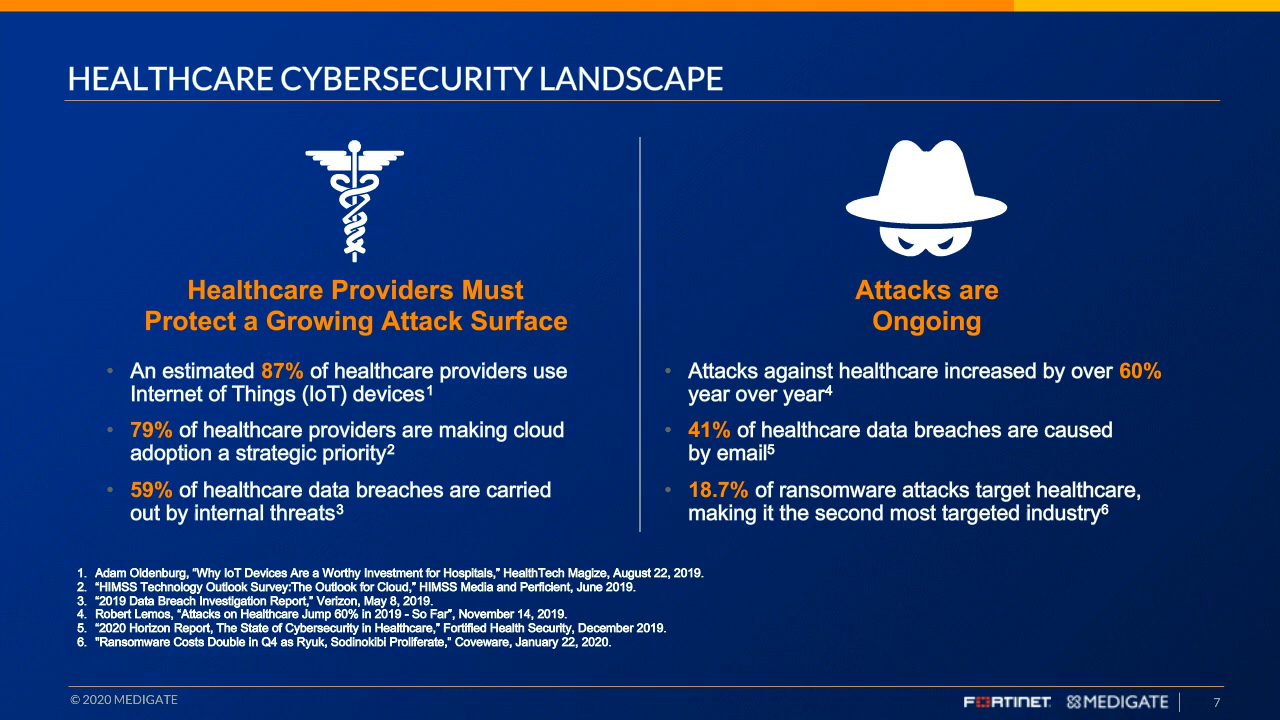 HEALTHCARE CYBERSECURITY LANDSCAPE
Healthcare Providers Must
Protect a Growing Attack Surface
• An estimated 87% of healthcare providers use
Internet of Things (IoT) devices¹
• 79% of healthcare providers are making cloud
adoption a strategic priority²
• 59% of healthcare data breaches are carried
out by internal threats³
Attacks are
Ongoing
• Attacks against healthcare increased by over 60%
year over year⁴
• 41% of healthcare data breaches are caused
by email⁵
• 18.7% of ransomware attacks target healthcare,
making it the second most targeted industry⁶
1. Adam Oldenburg, “Why IoT Devices Are a Worthy Investment for Hospitals,” HealthTech Magize, August 22, 2019.
2. “HIMSS Technology Outlook Survey:The Outlook for Cloud,” HIMSS Media and Perficient, June 2019.
3. “2019 Data Breach Investigation Report,” Verizon, May 8, 2019.
4. Robert Lemos, “Attacks on Healthcare Jump 60% in 2019 - So Far”, November 14, 2019.
5. “2020 Horizon Report, The State of Cybersecurity in Healthcare,” Fortified Health Security, December 2019.
6. "Ransomware Costs Double in Q4 as Ryuk, Sodinokibi Proliferate," Coveware, January 22, 2020.
© 2020 MEDIGATE
FORTINET. MEDIGATE 7